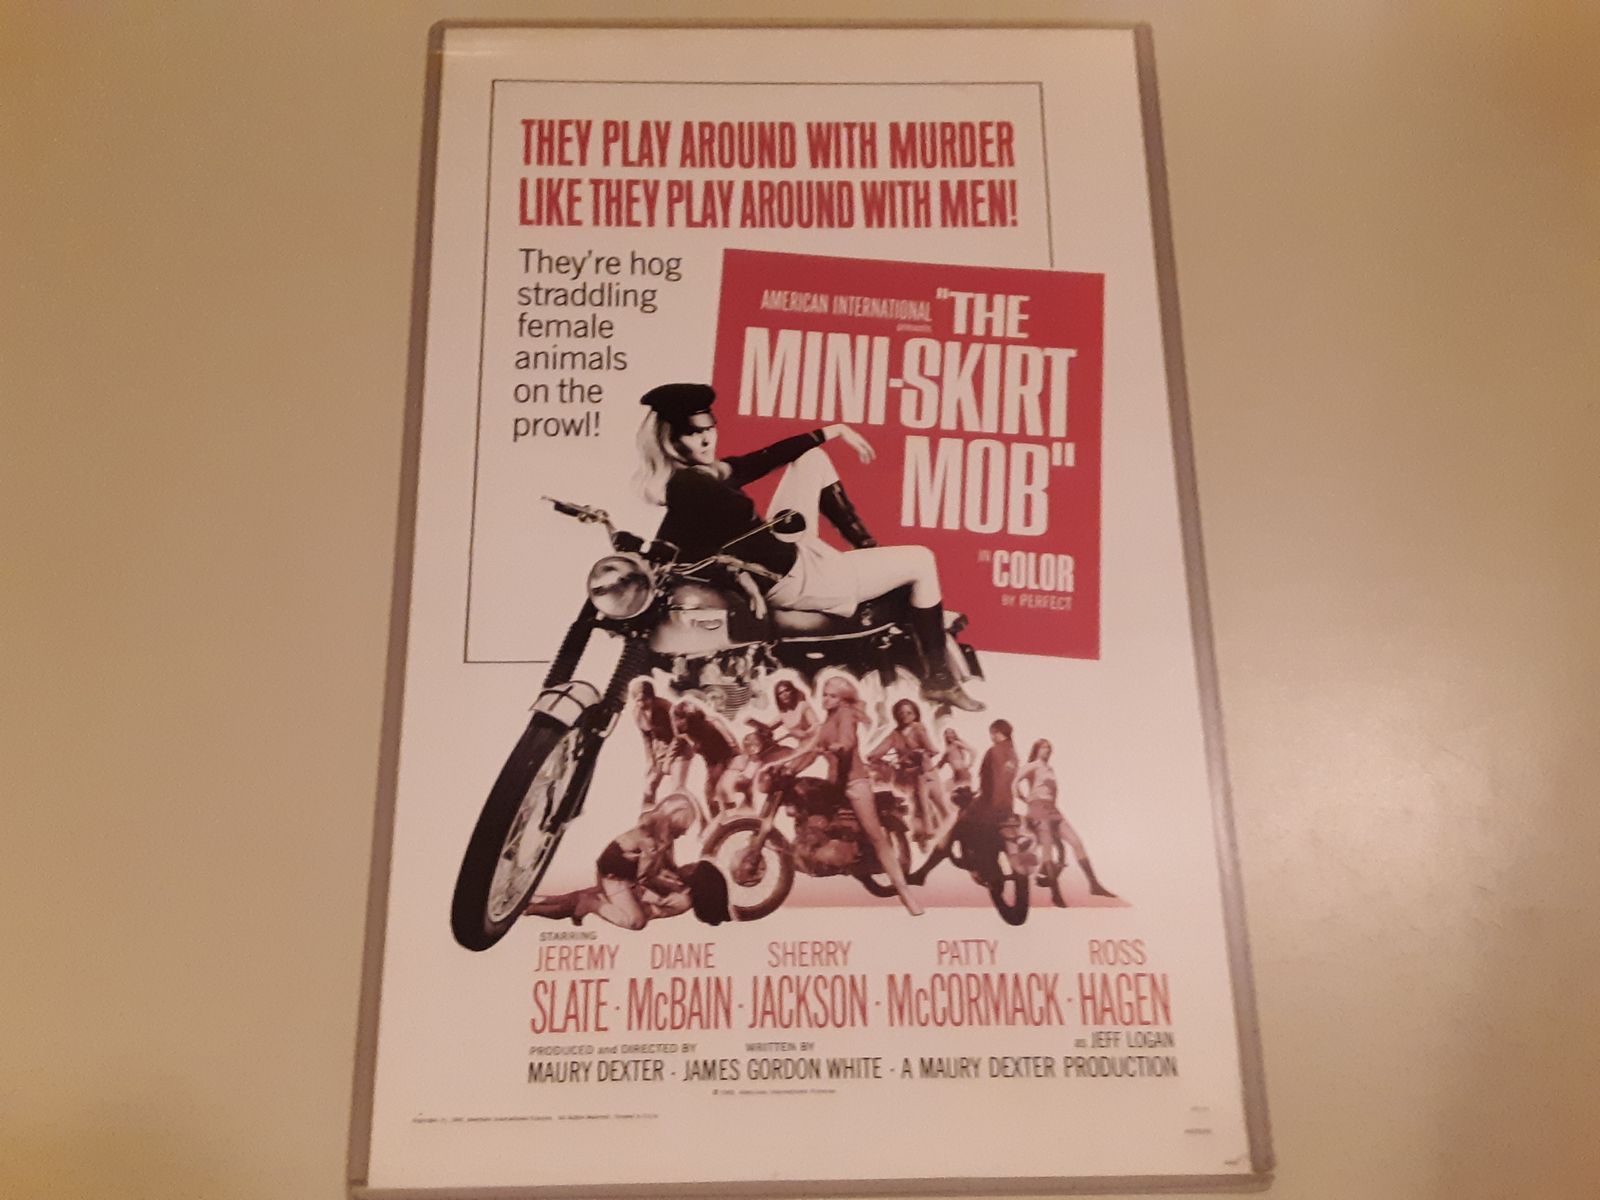 THEY PLAY AROUND WITH MURDER
LIKE THEY PLAY AROUND WITH MEN!
They're hog
straddling
female
animals
on the
prowl!
AMERICAN INTERNATIONAL
presents
"THE
MINI-SKIRT
MOB"
IN COLOR
BY PERFECT
STARRING
JEREMY DIANE SHERRY PATTY ROSS
SLATE · McBAIN · JACKSON · McCORMACK · HAGEN
as JEFF LOGAN
PRODUCED and DIRECTED BY WRITTEN BY
MAURY DEXTER · JAMES GORDON WHITE · A MAURY DEXTER PRODUCTION